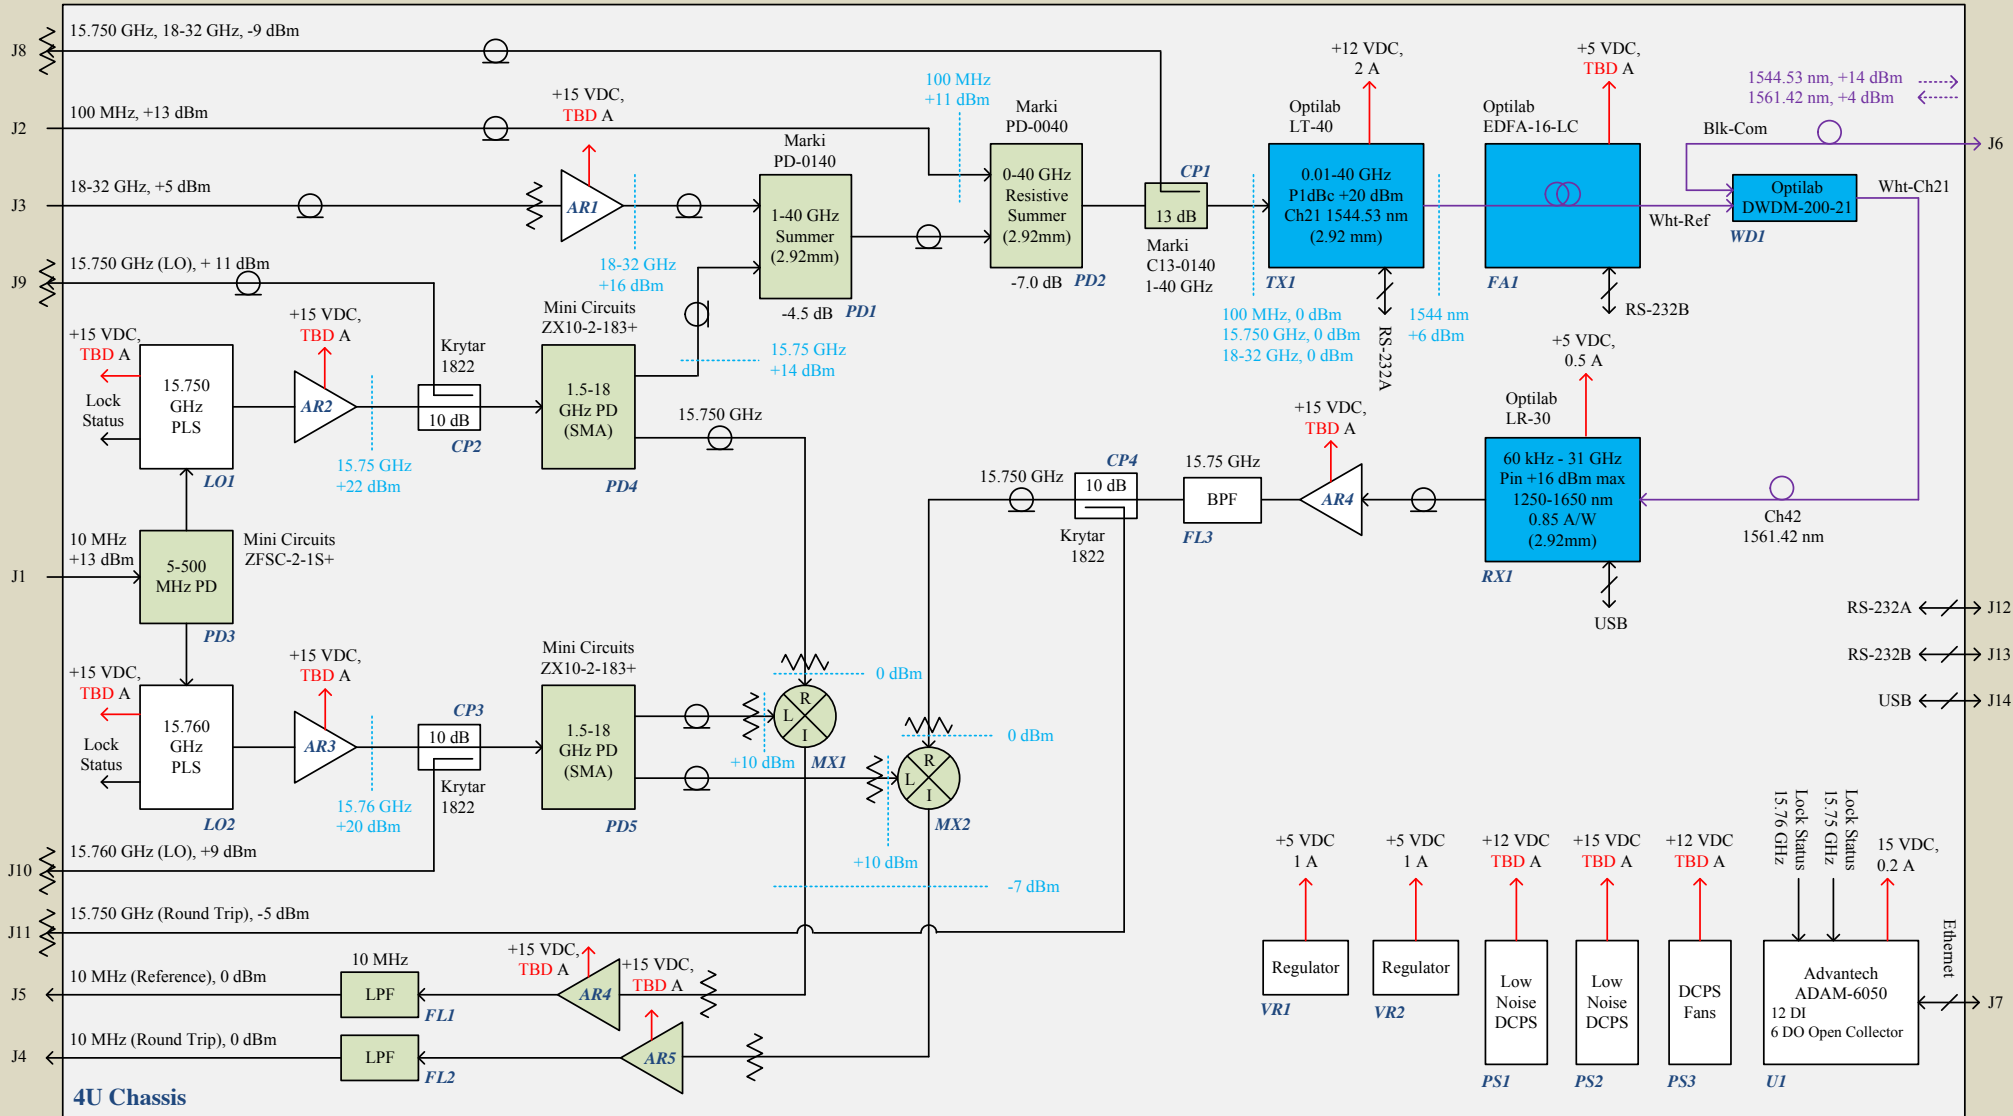 15.750 GHz, 18-32 GHz, -9 dBm
J8
100 MHz, +13 dBm
J2
18-32 GHz, +5 dBm
J3
15.750 GHz (LO), + 11 dBm
J9
+15 VDC,
TBD A
AR1
18-32 GHz
+16 dBm
Marki
PD-0140
1-40 GHz
Summer
(2.92mm)
-4.5 dB
PD1
100 MHz
+11 dBm
Marki
PD-0040
0-40 GHz
Resistive
Summer
(2.92mm)
-7.0 dB
PD2
CP1
13 dB
Marki
C13-0140
1-40 GHz
+12 VDC,
2 A
Optilab
LT-40
0.01-40 GHz
P1dBc +20 dBm
Ch21 1544.53 nm
(2.92 mm)
TX1
100 MHz, 0 dBm
15.750 GHz, 0 dBm
18-32 GHz, 0 dBm
RS-232A
1544 nm
+6 dBm
+5 VDC,
TBD A
Optilab
EDFA-16-LC
FA1
RS-232B
1544.53 nm, +14 dBm
1561.42 nm, +4 dBm
Blk-Com
J6
Wht-Ref
Optilab
DWDM-200-21
WD1
Wht-Ch21
+15 VDC,
TBD A
Lock
Status
15.750
GHz
PLS
LO1
+15 VDC,
TBD A
AR2
15.75 GHz
+22 dBm
Krytar
1822
10 dB
CP2
Mini Circuits
ZX10-2-183+
1.5-18
GHz PD
(SMA)
PD4
15.75 GHz
+14 dBm
15.750 GHz
+5 VDC,
0.5 A
Optilab
LR-30
60 kHz - 31 GHz
Pin +16 dBm max
1250-1650 nm
0.85 A/W
(2.92mm)
RX1
USB
Ch42
1561.42 nm
+15 VDC,
TBD A
AR4
15.75 GHz
BPF
FL3
CP4
10 dB
Krytar
1822
15.750 GHz
10 MHz
+13 dBm
J1
5-500
MHz PD
PD3
Mini Circuits
ZFSC-2-1S+
+15 VDC,
TBD A
Lock
Status
15.760
GHz
PLS
LO2
+15 VDC,
TBD A
AR3
15.76 GHz
+20 dBm
CP3
10 dB
Krytar
1822
Mini Circuits
ZX10-2-183+
1.5-18
GHz PD
(SMA)
PD5
0 dBm
R
L
I
+10 dBm
MX1
0 dBm
R
L
I
MX2
+10 dBm
-7 dBm
RS-232A
J12
RS-232B
J13
USB
J14
15.760 GHz (LO), +9 dBm
J10
15.750 GHz (Round Trip), -5 dBm
J11
10 MHz (Reference), 0 dBm
J5
10 MHz
LPF
FL1
+15 VDC,
TBD A
AR4
+15 VDC,
TBD A
10 MHz (Round Trip), 0 dBm
J4
LPF
FL2
AR5
+5 VDC
1 A
Regulator
VR1
+5 VDC
1 A
Regulator
VR2
+12 VDC
TBD A
Low
Noise
DCPS
PS1
+15 VDC
TBD A
Low
Noise
DCPS
PS2
+12 VDC
TBD A
DCPS
Fans
PS3
Lock Status
15.76 GHz
Lock Status
15.75 GHz
15 VDC,
0.2 A
Advantech
ADAM-6050
12 DI
6 DO Open Collector
U1
Ethernet
J7
4U Chassis